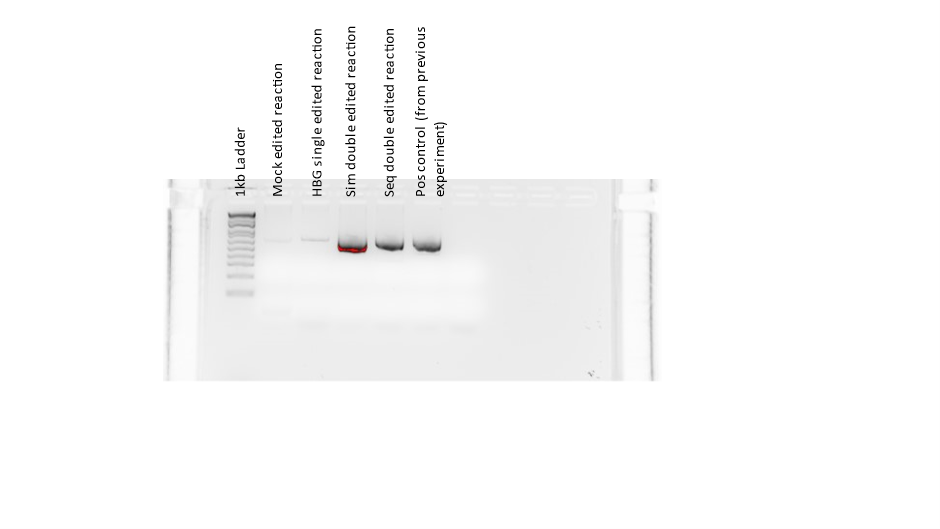 1kb Ladder
Mock edited reaction
HBG single edited reaction
Sim double edited reaction
Seq double edited reaction
Pos control (from previous
experiment)